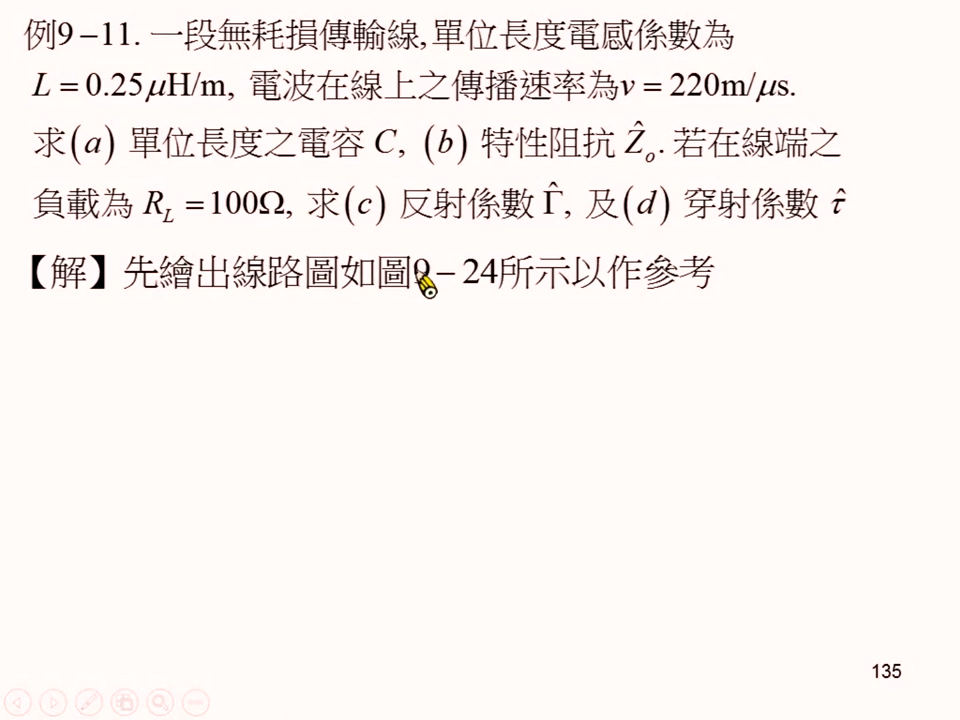 例9－11. 一段無耗損傳輸線,單位長度電感係數為
L = 0.25μH/m, 電波在線上之傳播速率為v = 220m/μs.
求(a) 單位長度之電容 C, (b) 特性阻抗 Ẑₒ. 若在線端之
負載為 R_L = 100Ω, 求(c) 反射係數 Γ̂, 及(d) 穿射係數 τ̂
【解】先繪出線路圖如圖9－24所示以作參考
135